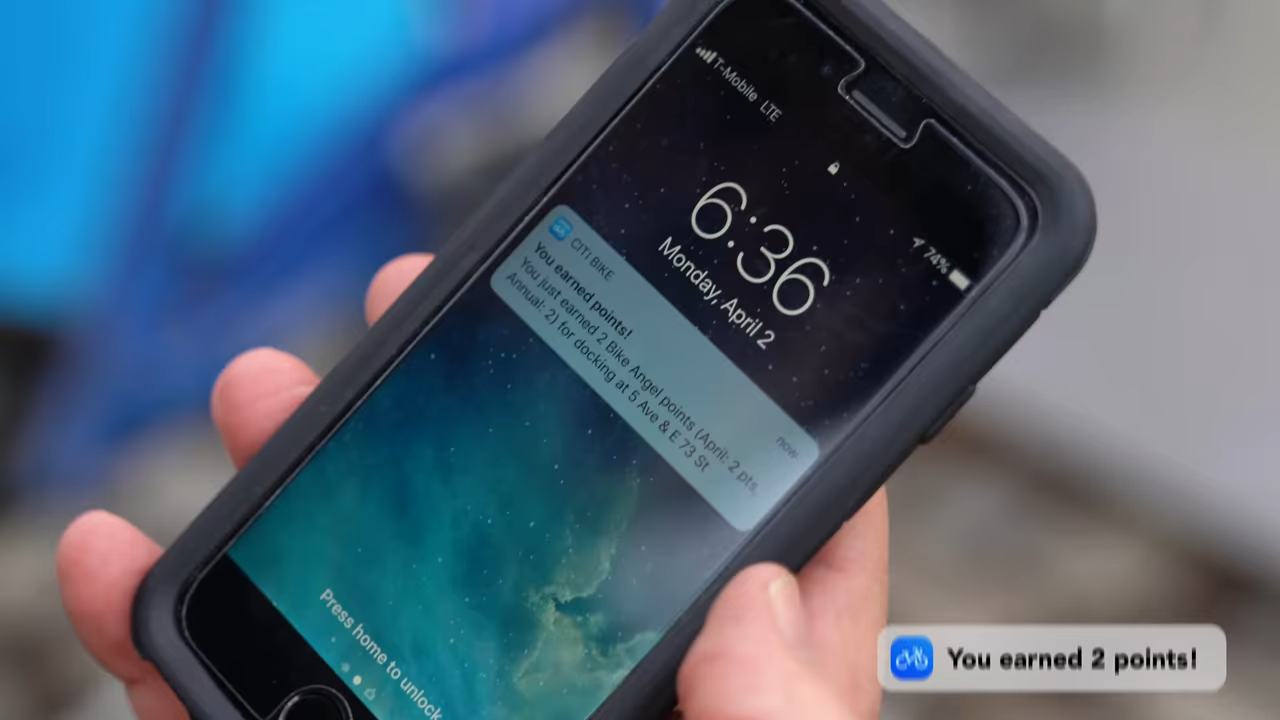 T-Mobile LTE
74%
6:36
Monday, April 2
CITI BIKE
now
You earned points!
You just earned 2 Bike Angel points (April: 2 pts,
Annual: 2) for docking at 5 Ave & E 73 St
Press home to unlock
You earned 2 points!